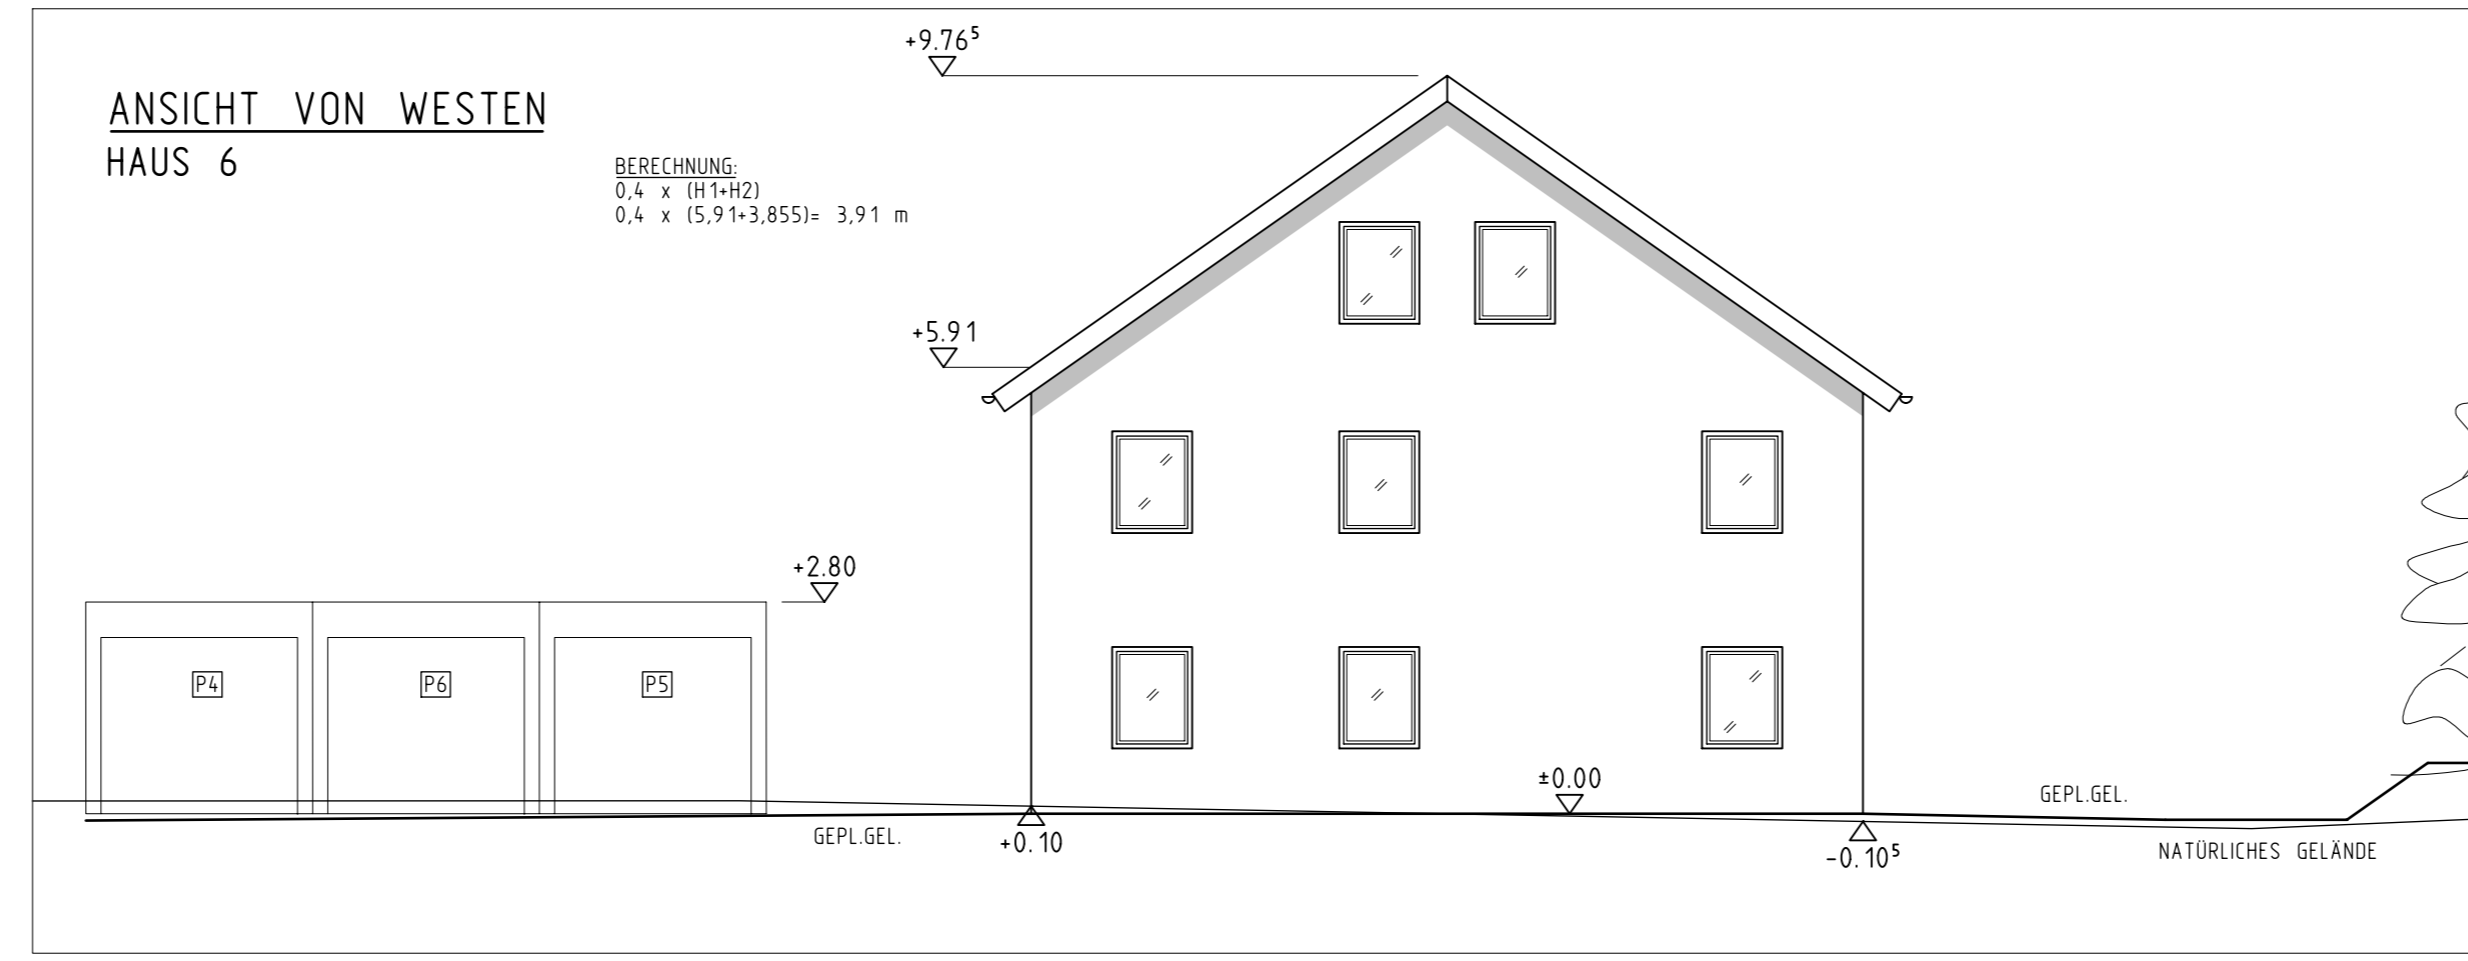 +9.76⁵
ANSICHT VON WESTEN
HAUS 6
BERECHNUNG:
0,4 x (H1+H2)
0,4 x (5,91+3,855)= 3,91 m
+5.91
+2.80
P4
P6
P5
±0.00
GEPL.GEL.
GEPL.GEL.
+0.10
-0.10⁵
NATÜRLICHES GELÄNDE